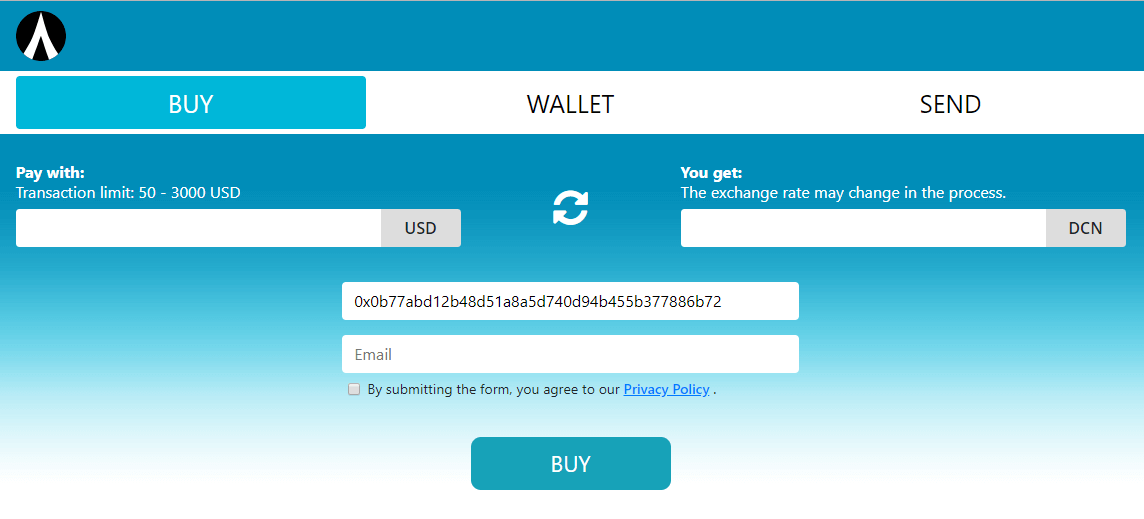 BUY
WALLET
SEND
Pay with:
Transaction limit: 50 - 3000 USD
USD
You get:
The exchange rate may change in the process.
DCN
0x0b77abd12b48d51a8a5d740d94b455b377886b72
Email
By submitting the form, you agree to our Privacy Policy .
BUY